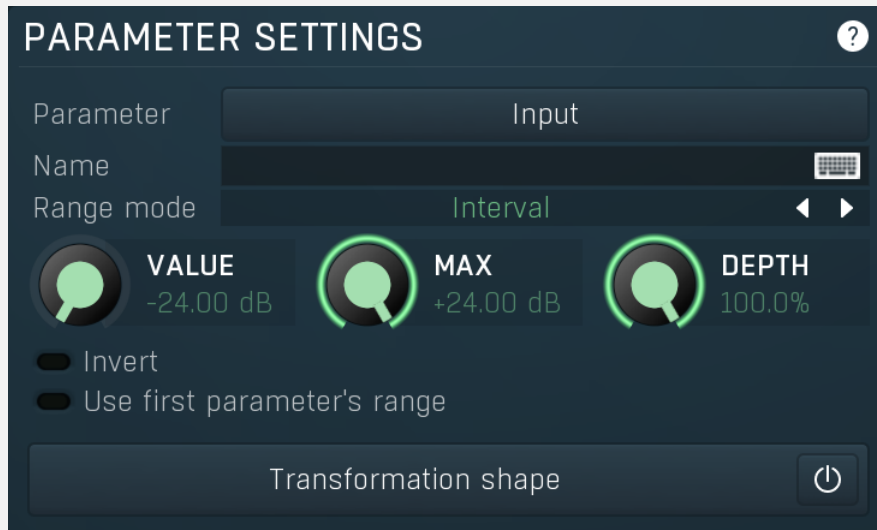 PARAMETER SETTINGS ?
Parameter Input
Name
Range mode Interval
VALUE MAX DEPTH
-24.00 dB +24.00 dB 100.0%
Invert
Use first parameter's range
Transformation shape